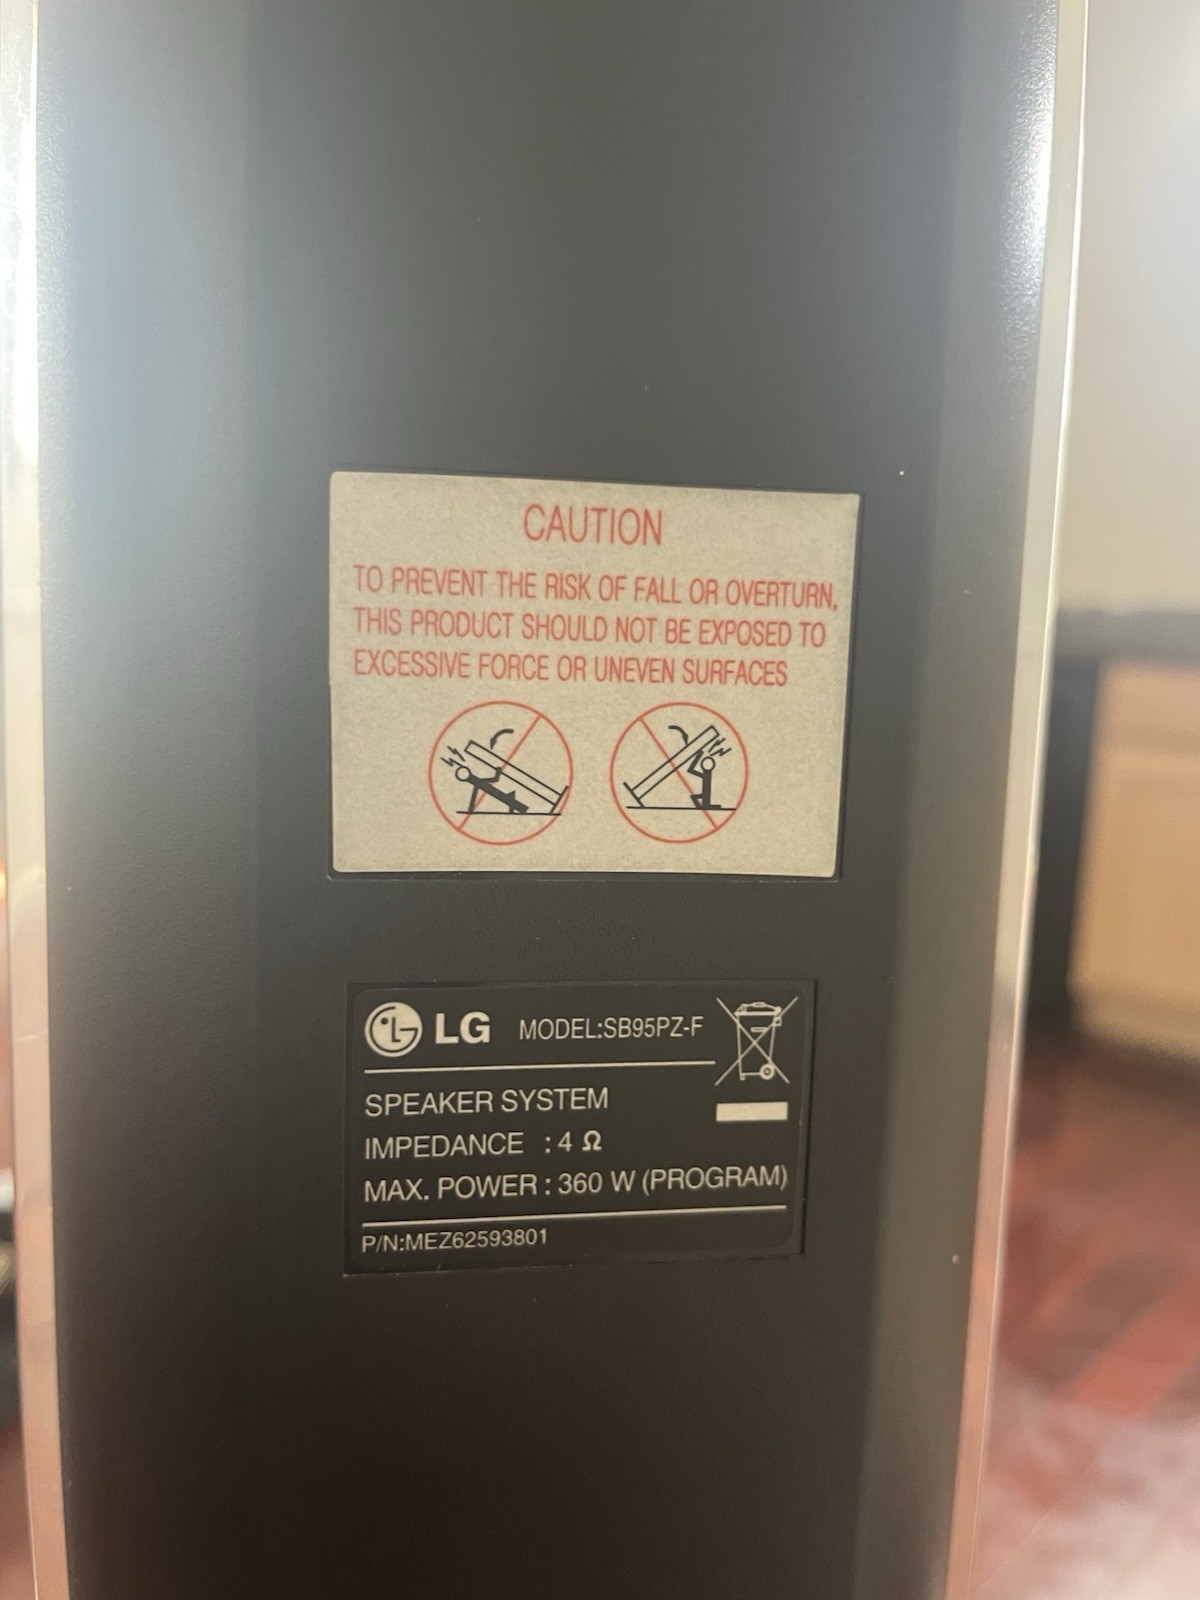 CAUTION
TO PREVENT THE RISK OF FALL OR OVERTURN,
THIS PRODUCT SHOULD NOT BE EXPOSED TO
EXCESSIVE FORCE OR UNEVEN SURFACES
LG MODEL:SB95PZ-F
SPEAKER SYSTEM
IMPEDANCE : 4 Ω
MAX. POWER : 360 W (PROGRAM)
P/N:MEZ62593801